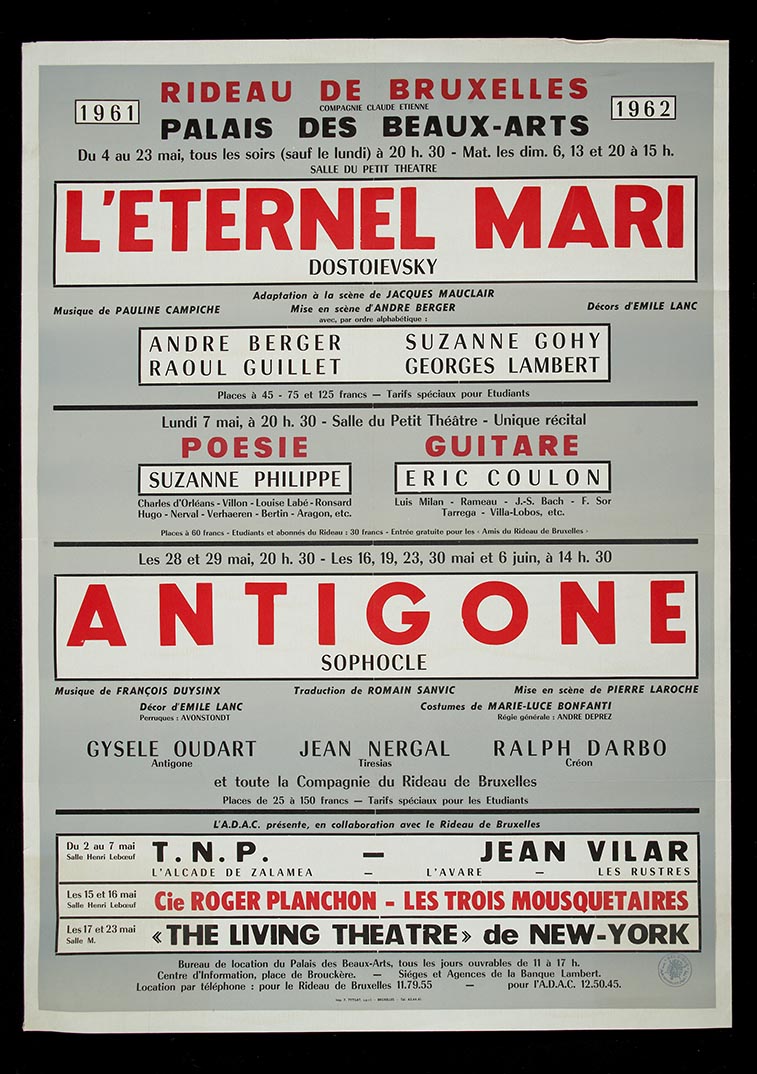 RIDEAU DE BRUXELLES
1961
COMPAGNIE CLAUDE ETIENNE
1962
PALAIS DES BEAUX-ARTS
Du 4 au 23 mai, tous les soirs (sauf le lundi) à 20 h. 30 - Mat. les dim. 6, 13 et 20 à 15 h.
SALLE DU PETIT THEATRE
L'ETERNEL MARI
DOSTOIEVSKY
Adaptation à la scène de JACQUES MAUCLAIR
Musique de PAULINE CAMPICHE Mise en scène d'ANDRE BERGER Décors d'EMILE LANC
avec, par ordre alphabétique :
ANDRE BERGER SUZANNE GOHY
RAOUL GUILLET GEORGES LAMBERT
Places à 45 - 75 et 125 francs — Tarifs spéciaux pour Etudiants
Lundi 7 mai, à 20 h. 30 - Salle du Petit Théâtre - Unique récital
POESIE GUITARE
SUZANNE PHILIPPE ERIC COULON
Charles d'Orléans - Villon - Louise Labé - Ronsard Luis Milan - Rameau - J.-S. Bach - F. Sor
Hugo - Nerval - Verhaeren - Bertin - Aragon, etc. Tarrega - Villa-Lobos, etc.
Places à 60 francs - Etudiants et abonnés du Rideau : 30 francs - Entrée gratuite pour les « Amis du Rideau de Bruxelles »
Les 28 et 29 mai, 20 h. 30 - Les 16, 19, 23, 30 mai et 6 juin, à 14 h. 30
ANTIGONE
SOPHOCLE
Musique de FRANÇOIS DUYSINX Traduction de ROMAIN SANVIC Mise en scène de PIERRE LAROCHE
Décor d'EMILE LANC Costumes de MARIE-LUCE BONFANTI
Perruques : AVONSTONDT Régie générale : ANDRE DEPREZ
GYSELE OUDART JEAN NERGAL RALPH DARBO
Antigone Tiresias Créon
et toute la Compagnie du Rideau de Bruxelles
Places de 25 à 150 francs — Tarifs spéciaux pour les Etudiants
L'A.D.A.C. présente, en collaboration avec le Rideau de Bruxelles
Du 2 au 7 mai T.N.P. — JEAN VILAR
Salle Henri Lebœuf L'ALCADE DE ZALAMEA — L'AVARE — LES RUSTRES
Les 15 et 16 mai Cie ROGER PLANCHON - LES TROIS MOUSQUETAIRES
Salle Henri Lebœuf
Les 17 et 23 mai « THE LIVING THEATRE » de NEW-YORK
Salle M.
Bureau de location du Palais des Beaux-Arts, tous les jours ouvrables de 11 à 17 h.
Centre d'Information, place de Brouckère. — Siéges et Agences de la Banque Lambert.
Location par téléphone : pour le Rideau de Bruxelles 11.79.55 — pour l'A.D.A.C. 12.50.45.